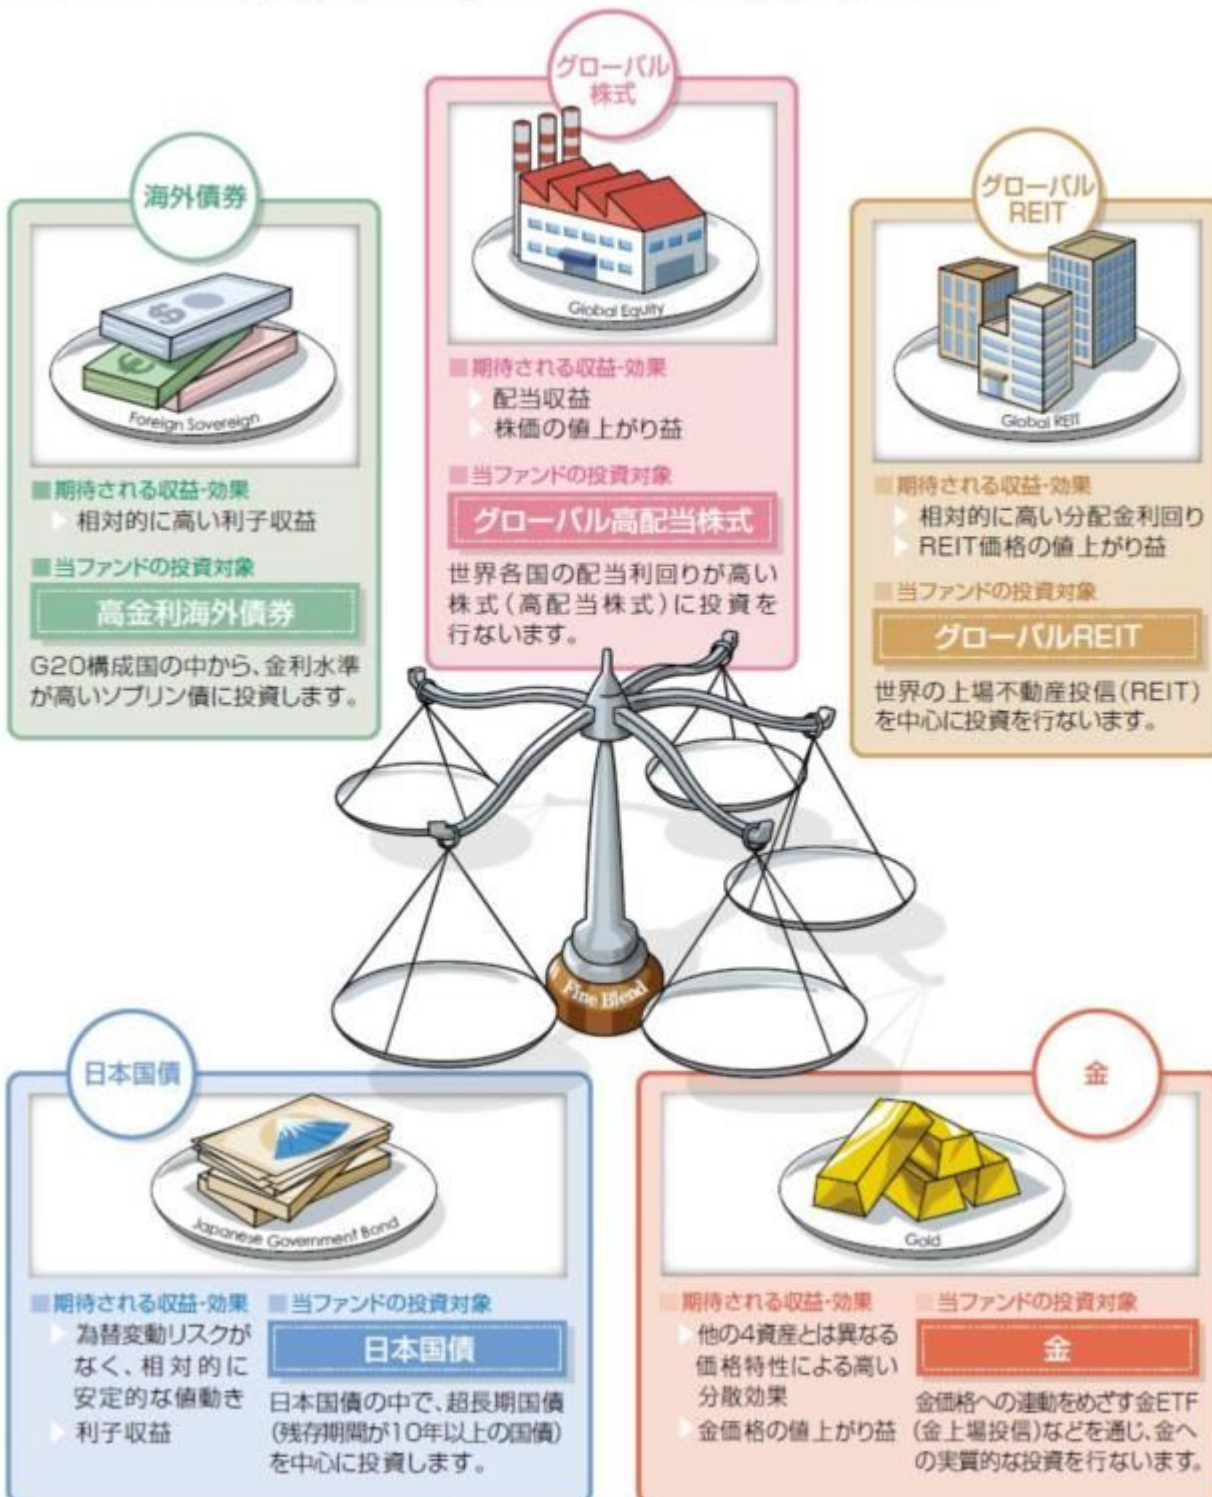 グローバル
株式
Global Equity
■期待される収益・効果
配当収益
株価の値上がり益
■当ファンドの投資対象
グローバル高配当株式
世界各国の配当利回りが高い
株式(高配当株式)に投資を
行ないます。
海外債券
Foreign Sovereign
■期待される収益・効果
相対的に高い利子収益
■当ファンドの投資対象
高金利海外債券
G20構成国の中から、金利水準
が高いソブリン債に投資します。
グローバル
REIT
Global REIT
■期待される収益・効果
相対的に高い分配金利回り
REIT価格の値上がり益
■当ファンドの投資対象
グローバルREIT
世界の上場不動産投信(REIT)
を中心に投資を行ないます。
Fine Blend
日本国債
Japanese Government Bond
■期待される収益・効果
為替変動リスクが
なく、相対的に
安定的な値動き
利子収益
■当ファンドの投資対象
日本国債
日本国債の中で、超長期国債
(残存期間が10年以上の国債)
を中心に投資します。
金
Gold
■期待される収益・効果
他の4資産とは異なる
価格特性による高い
分散効果
金価格の値上がり益
■当ファンドの投資対象
金
金価格への連動をめざす金ETF
(金上場投信)などを通じ、金へ
の実質的な投資を行ないます。